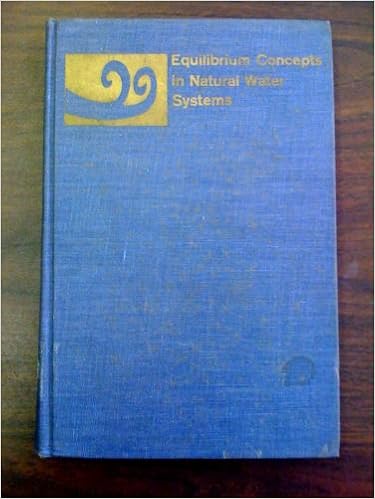 Equilibrium Concepts
in Natural Water
Systems